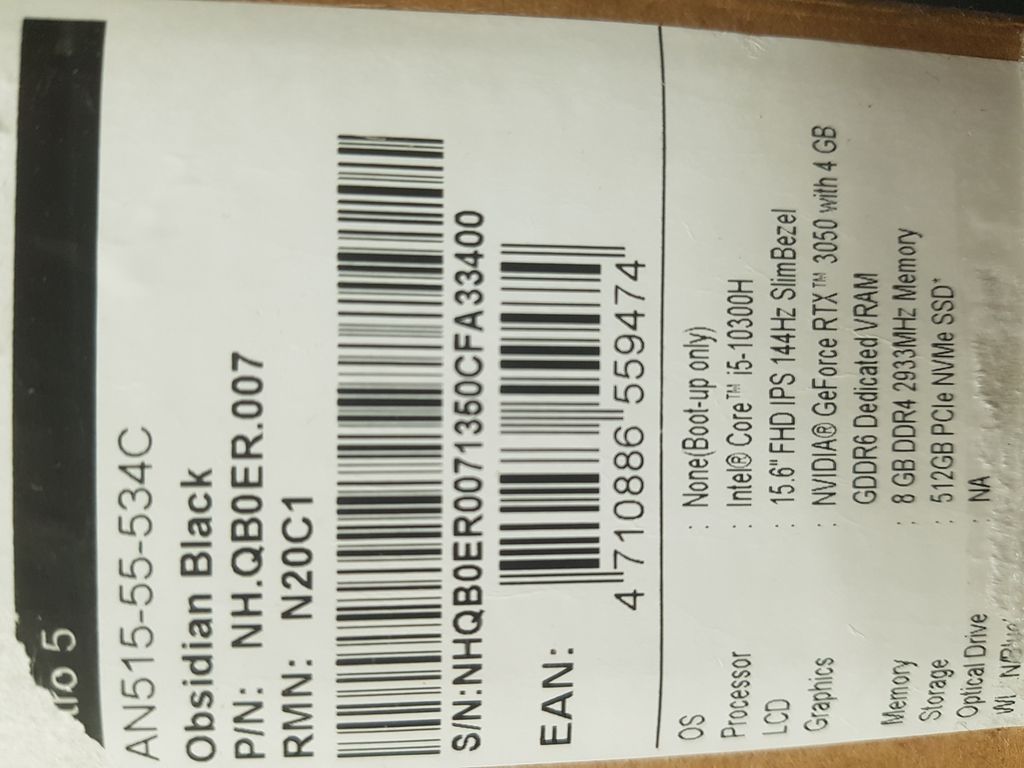 5
AN515-55-534C
Obsidian Black
P/N: NH.QB0ER.007
RMN: N20C1
S/N:NHQB0ER0071350CFA33400
EAN:
4 710886 559474
OS : None(Boot-up only)
Processor : Intel® Core™ i5-10300H
LCD : 15.6" FHD IPS 144Hz SlimBezel
Graphics : NVIDIA® GeForce RTX™ 3050 with 4 GB
GDDR6 Dedicated VRAM
Memory : 8 GB DDR4 2933MHz Memory
Storage : 512GB PCIe NVMe SSD*
Optical Drive : NA